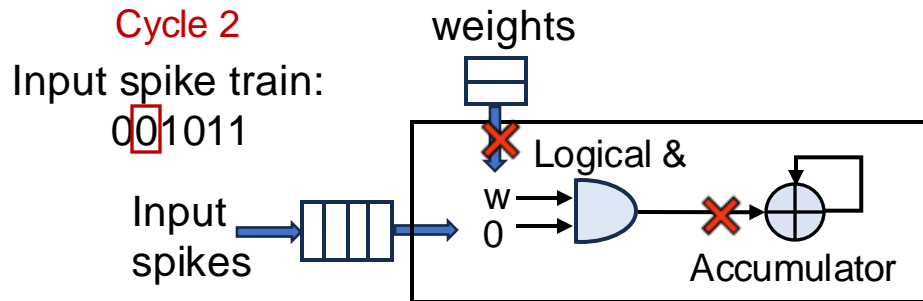 Cycle 2
weights
Input spike train:
001011
Logical &
w
0
Input
spikes
Accumulator